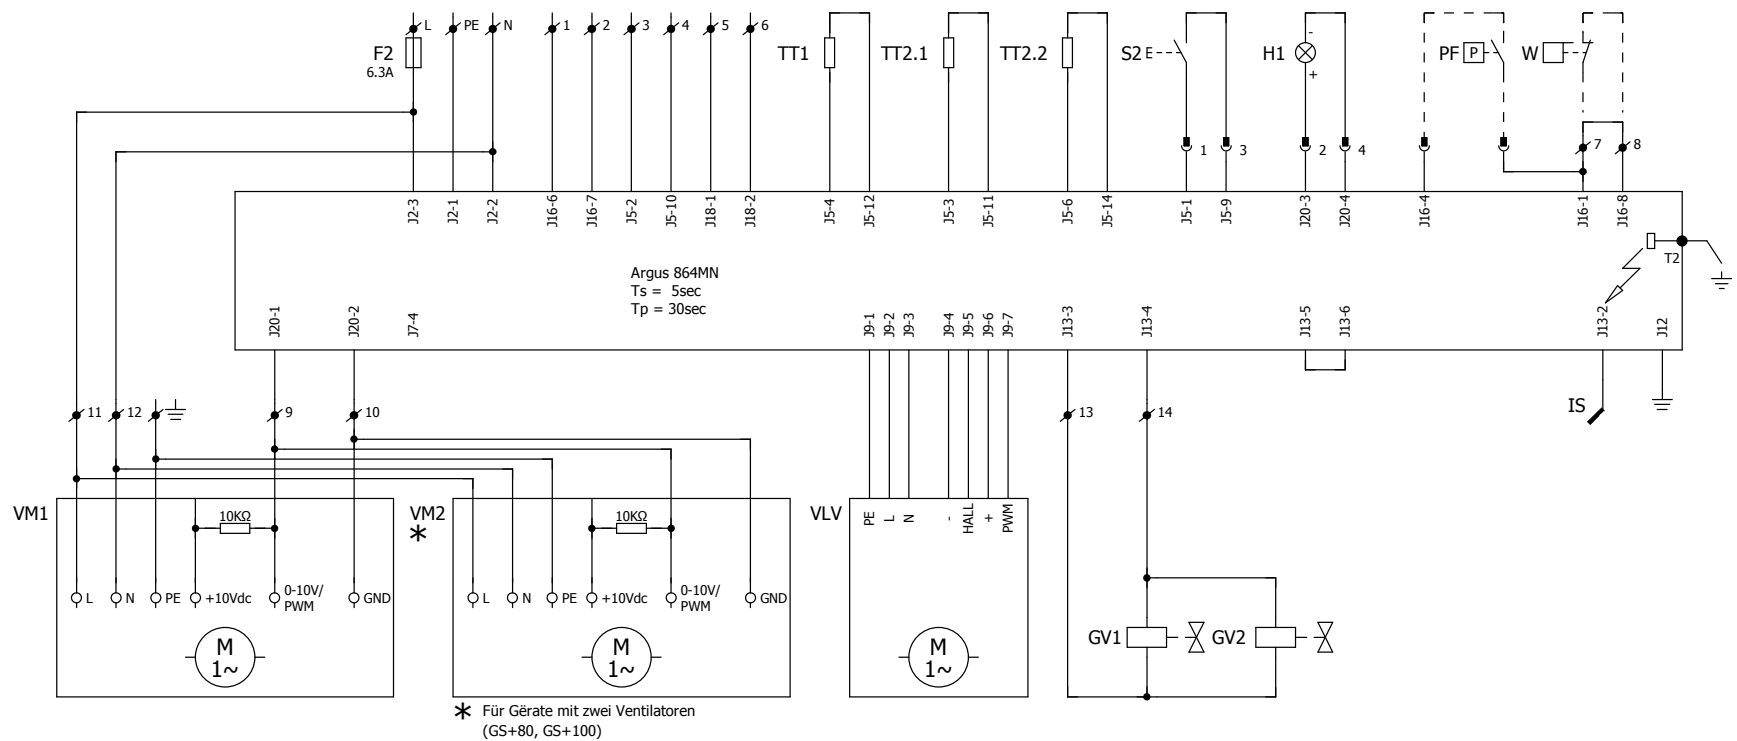 L PE N 1 2 3 4 5 6
F2 TT1 TT2.1 TT2.2 S2 E H1 - PF P W
6.3A
+
1 3 2 4 7 8
J2-3 J2-1 J2-2 J16-6 J16-7 J5-2 J5-10 J18-1 J18-2 J5-4 J5-12 J5-3 J5-11 J5-6 J5-14 J5-1 J5-9 J20-3 J20-4 J16-4 J16-1 J16-8
T2
Argus 864MN
Ts = 5sec
Tp = 30sec
J20-1 J20-2 J7-4 J9-1 J9-2 J9-3 J9-4 J9-5 J9-6 J9-7 J13-3 J13-4 J13-5 J13-6 J13-2 J12
11 12 9 10 13 14 IS
VM1 10KΩ VM2 10KΩ VLV PE L N - HALL + PWM
*
L N PE +10Vdc 0-10V/ GND L N PE +10Vdc 0-10V/ GND
PWM PWM
GV1 GV2
M M M
1~ 1~ 1~
* Für Gërate mit zwei Ventilatoren
(GS+80, GS+100)